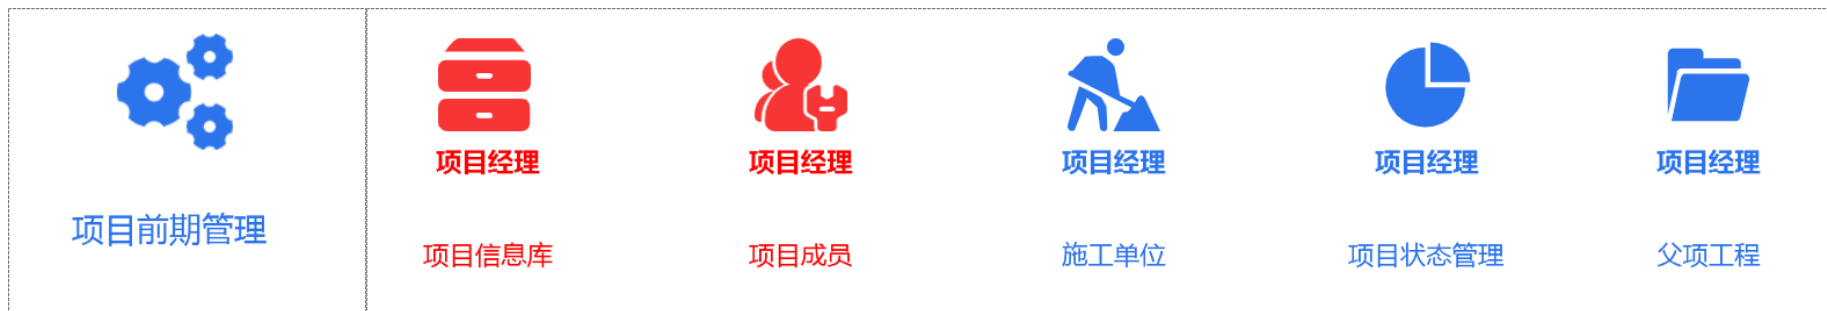 项目前期管理
项目经理 项目经理 项目经理 项目经理 项目经理
项目信息库 项目成员 施工单位 项目状态管理 父项工程